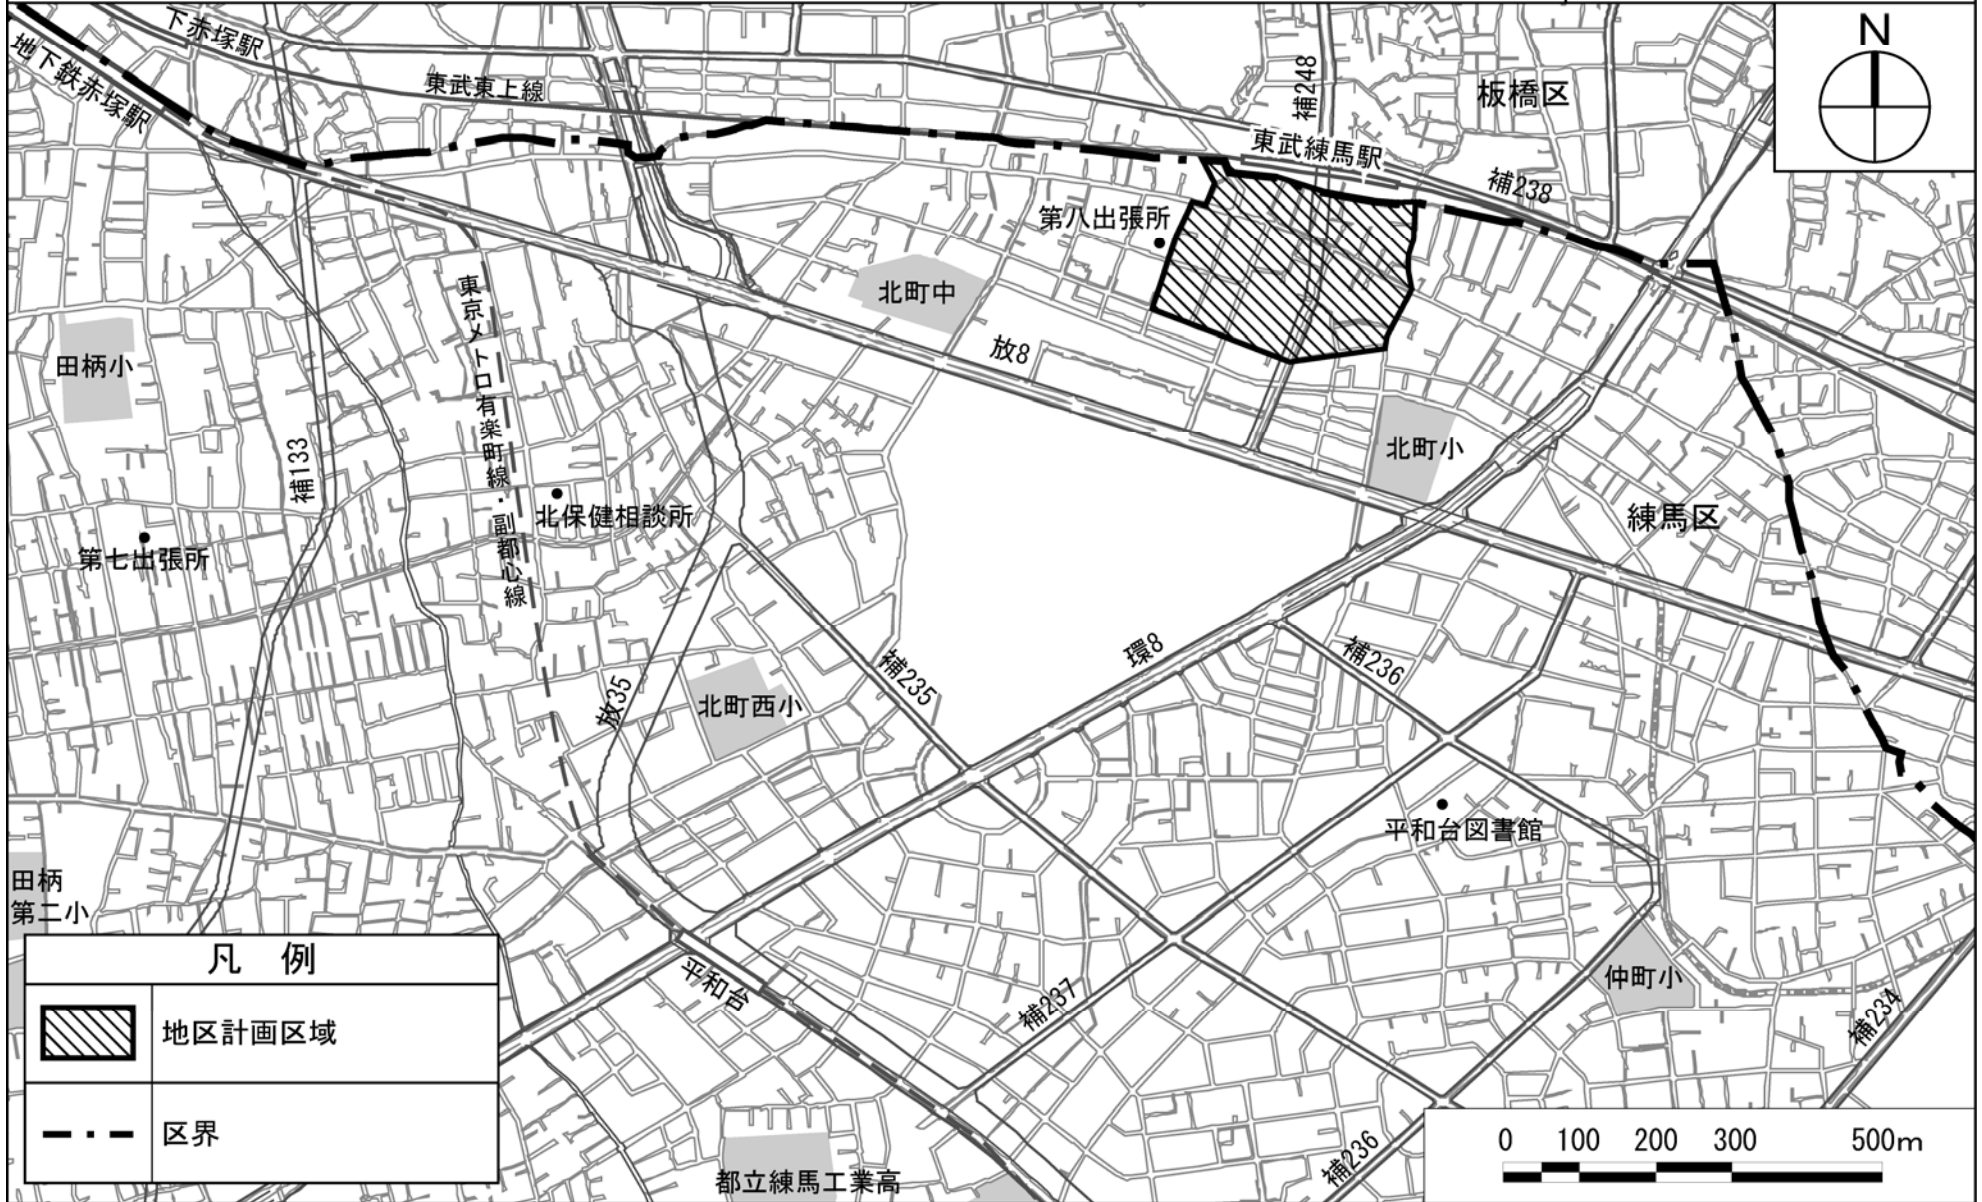 下赤塚駅
地下鉄赤塚駅
東武東上線
補248
板橋区
N
東武練馬駅
補238
第八出張所
北町中
東京メトロ有楽町線・副都心線
放8
田柄小
補133
北町小
北保健相談所
練馬区
第七出張所
環8
補236
補235
放35
北町西小
平和台図書館
田柄
第二小
凡 例
地区計画区域
区界
平和台
補237
仲町小
補234
補236
都立練馬工業高
0 100 200 300 500m